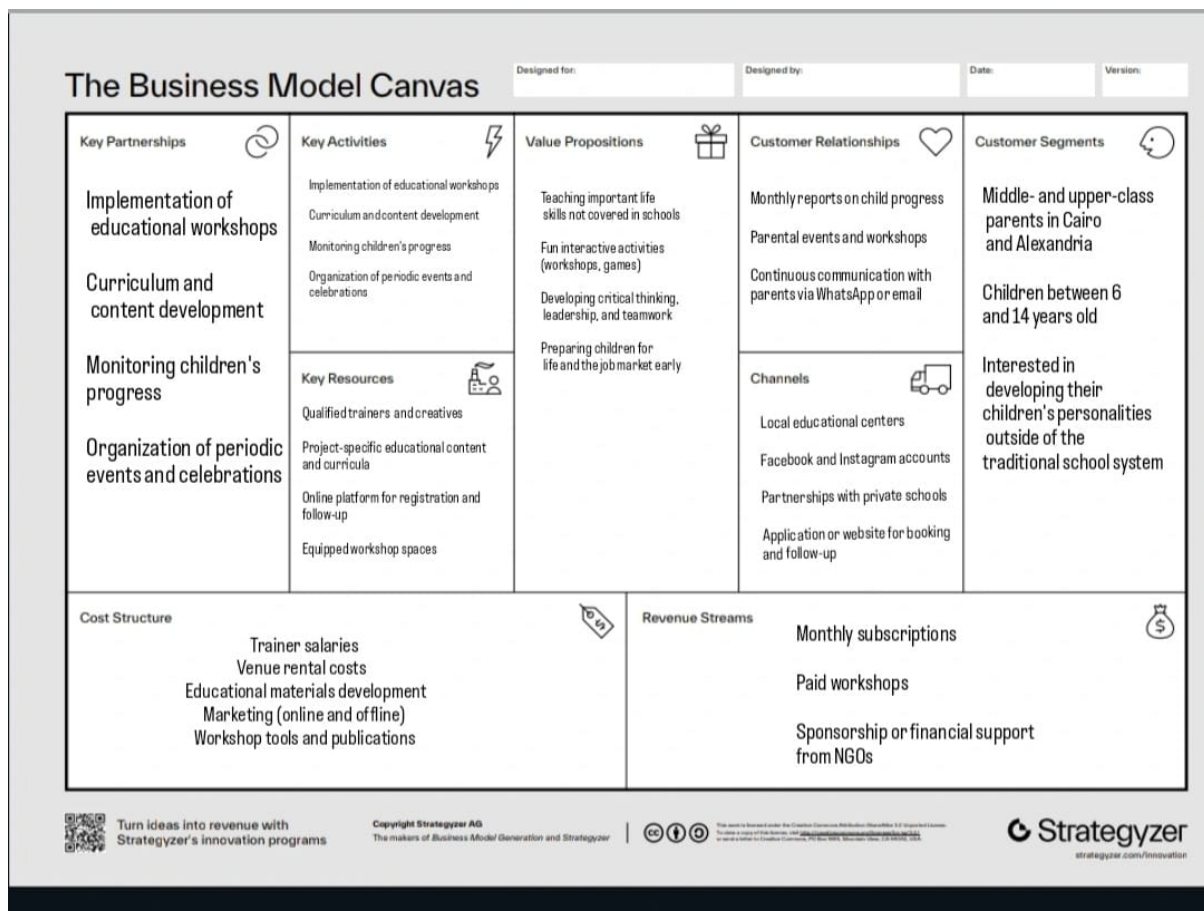 The Business Model Canvas
Designed for:
Designed by:
Date:
Version:
Key Partnerships
Implementation of
educational workshops
Curriculum and
content development
Monitoring children's
progress
Organization of periodic
events and celebrations
Key Activities
Implementation of educational workshops
Curriculum and content development
Monitoring children's progress
Organization of periodic events and
celebrations
Key Resources
Qualified trainers and creatives
Project-specific educational content
and curricula
Online platform for registration and
follow-up
Equipped workshop spaces
Value Propositions
Teaching important life
skills not covered in schools
Fun interactive activities
(workshops, games)
Developing critical thinking,
leadership, and teamwork
Preparing children for
life and the job market early
Customer Relationships
Monthly reports on child progress
Parental events and workshops
Continuous communication with
parents via WhatsApp or email
Channels
Local educational centers
Facebook and Instagram accounts
Partnerships with private schools
Application or website for booking
and follow-up
Customer Segments
Middle- and upper-class
parents in Cairo
and Alexandria
Children between 6
and 14 years old
Interested in
developing their
children's personalities
outside of the
traditional school system
Cost Structure
Trainer salaries
Venue rental costs
Educational materials development
Marketing (online and offline)
Workshop tools and publications
Revenue Streams
Monthly subscriptions
Paid workshops
Sponsorship or financial support
from NGOs
Turn ideas into revenue with
Strategyzer's innovation programs
Copyright Strategyzer AG
The makers of Business Model Generation and Strategyzer
Strategyzer
strategyzer.com/innovation